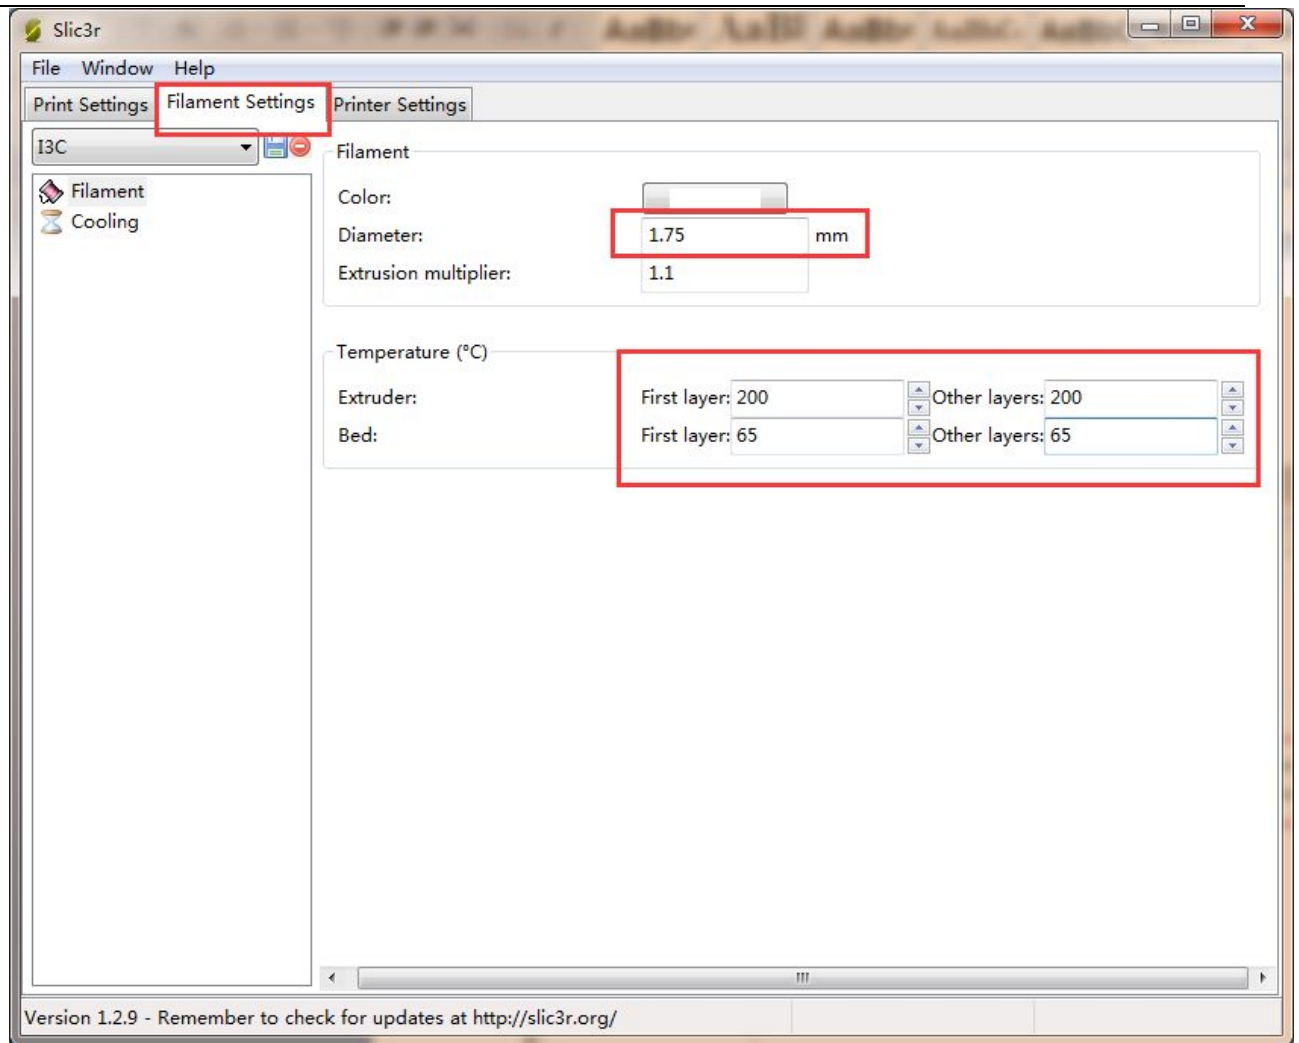 Slic3r
File Window Help
Print Settings Filament Settings Printer Settings
I3C
Filament
Cooling
Filament
Color:
Diameter: 1.75 mm
Extrusion multiplier: 1.1
Temperature (°C)
Extruder: First layer: 200 Other layers: 200
Bed: First layer: 65 Other layers: 65
Version 1.2.9 - Remember to check for updates at http://slic3r.org/